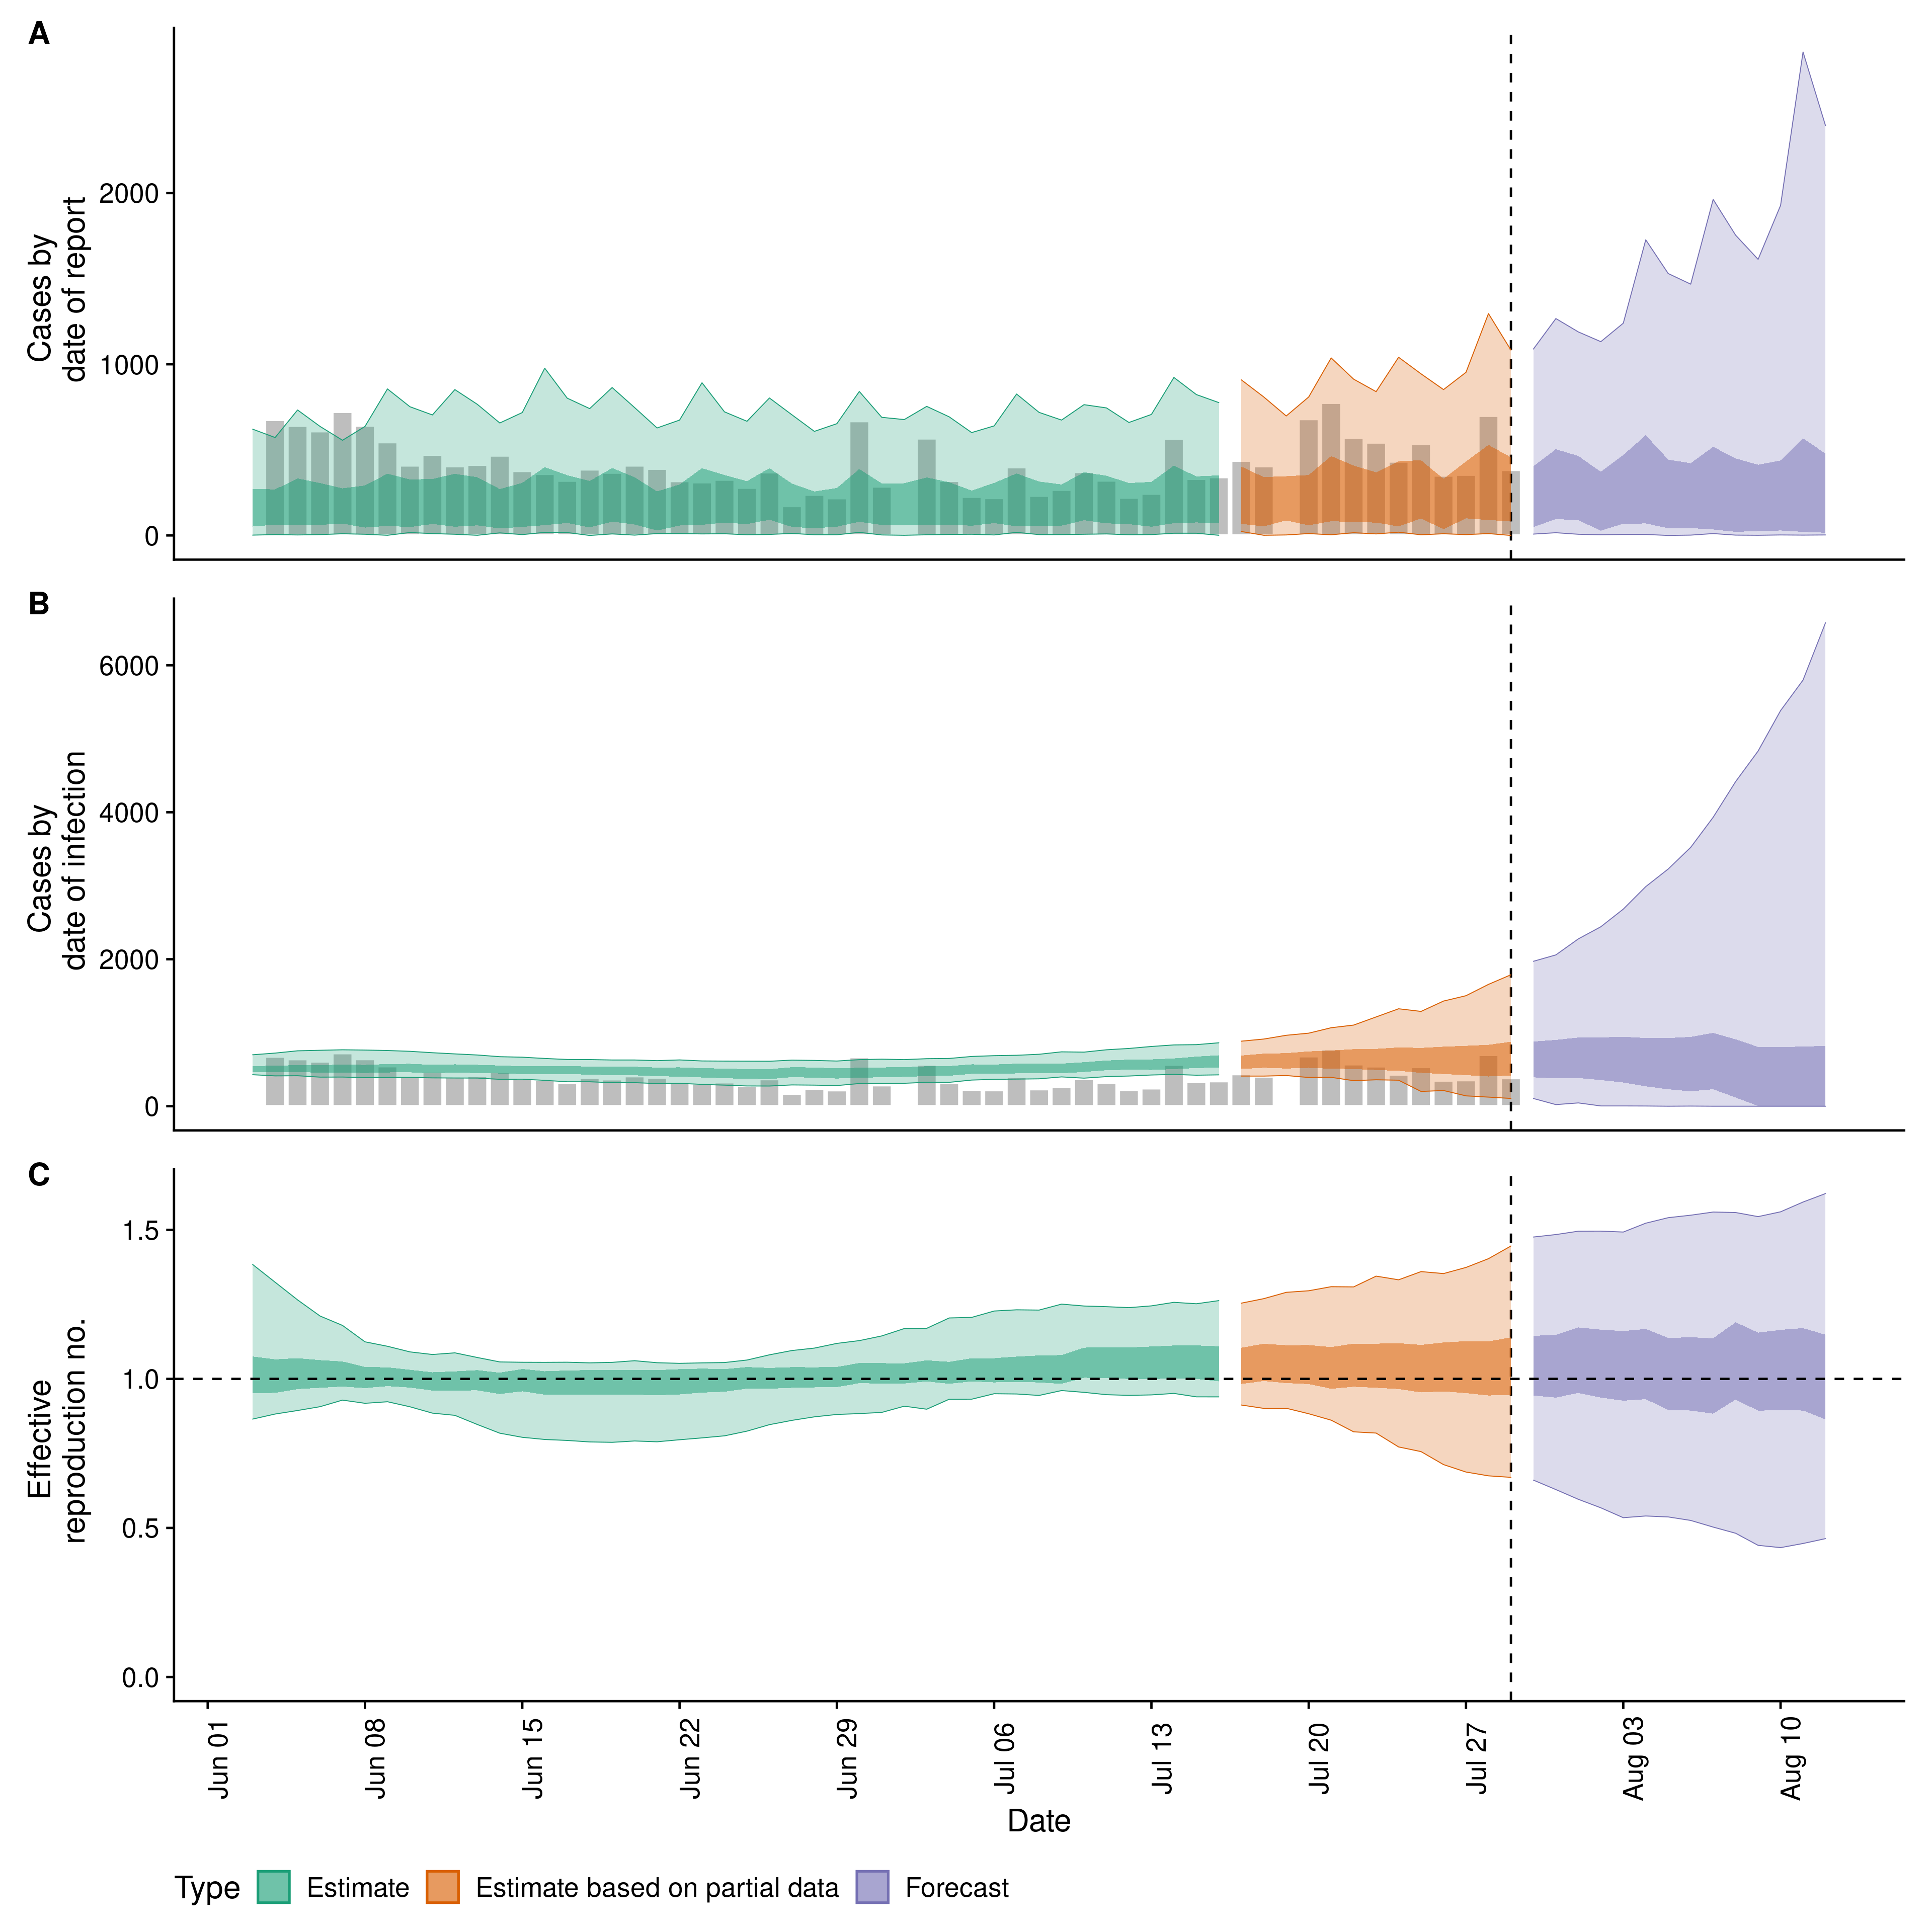 A
Cases by
date of report
2000
1000
0
B
Cases by
date of infection
6000
4000
2000
0
C
Effective
reproduction no.
1.5
1.0
0.5
0.0
Jun 01
Jun 08
Jun 15
Jun 22
Jun 29
Jul 06
Jul 13
Jul 20
Jul 27
Aug 03
Aug 10
Date
Type Estimate Estimate based on partial data Forecast